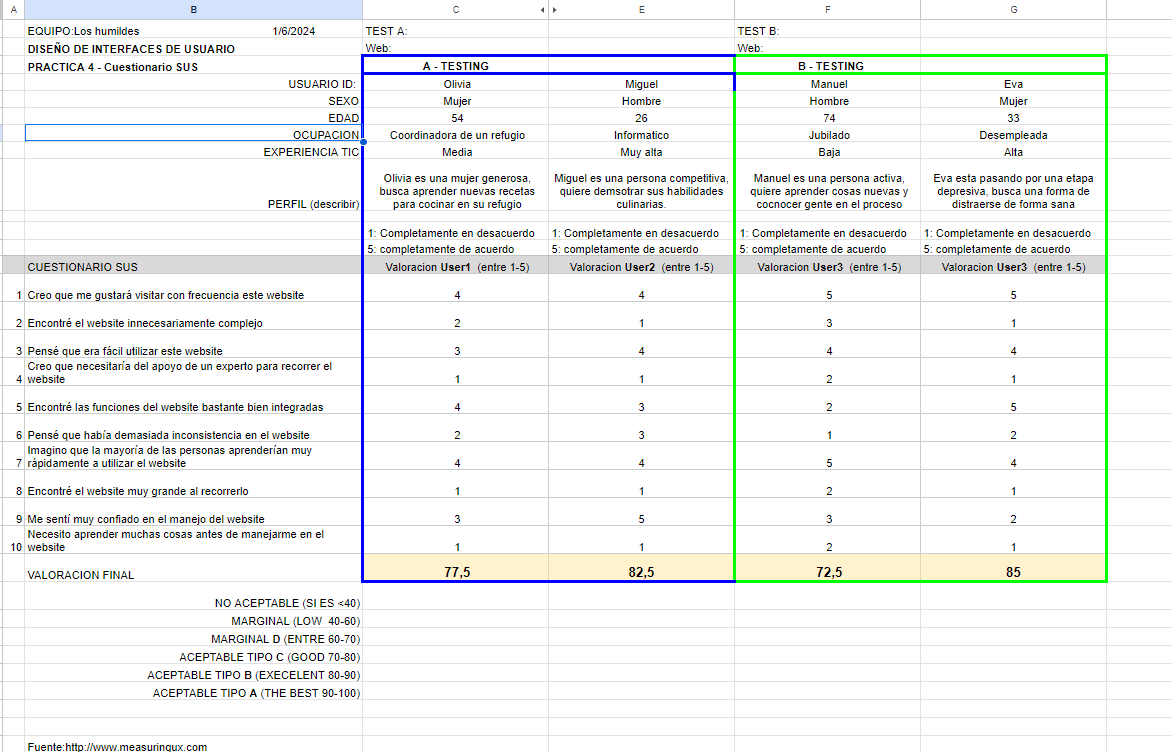 A B C E F G
EQUIPO:Los humildes 1/6/2024 TEST A: TEST B:
DISEÑO DE INTERFACES DE USUARIO Web: Web:
PRACTICA 4 - Cuestionario SUS A - TESTING B - TESTING
USUARIO ID: Olivia Miguel Manuel Eva
SEXO Mujer Hombre Hombre Mujer
EDAD 54 26 74 33
OCUPACION Coordinadora de un refugio Informatico Jubilado Desempleada
EXPERIENCIA TIC Media Muy alta Baja Alta
Olivia es una mujer generosa, Miguel es una persona competitiva, Manuel es una persona activa, Eva esta pasando por una etapa
busca aprender nuevas recetas quiere demsotrar sus habilidades quiere aprender cosas nuevas y depresiva, busca una forma de
PERFIL (describir) para cocinar en su refugio culinarias. cocnocer gente en el proceso distraerse de forma sana
1: Completamente en desacuerdo 1: Completamente en desacuerdo 1: Completamente en desacuerdo 1: Completamente en desacuerdo
5: completamente de acuerdo 5: completamente de acuerdo 5: completamente de acuerdo 5: completamente de acuerdo
CUESTIONARIO SUS Valoracion User1 (entre 1-5) Valoracion User2 (entre 1-5) Valoracion User3 (entre 1-5) Valoracion User3 (entre 1-5)
1 Creo que me gustará visitar con frecuencia este website 4 4 5 5
2 Encontré el website innecesariamente complejo 2 1 3 1
3 Pensé que era fácil utilizar este website 3 4 4 4
Creo que necesitaría del apoyo de un experto para recorrer el
4 website 1 1 2 1
5 Encontré las funciones del website bastante bien integradas 4 3 2 5
6 Pensé que había demasiada inconsistencia en el website 2 3 1 2
Imagino que la mayoría de las personas aprenderían muy
7 rápidamente a utilizar el website 4 4 5 4
8 Encontré el website muy grande al recorrerlo 1 1 2 1
9 Me sentí muy confiado en el manejo del website 3 5 3 2
Necesito aprender muchas cosas antes de manejarme en el
10 website 1 1 2 1
VALORACION FINAL 77,5 82,5 72,5 85
NO ACEPTABLE (SI ES <40)
MARGINAL (LOW 40-60)
MARGINAL D (ENTRE 60-70)
ACEPTABLE TIPO C (GOOD 70-80)
ACEPTABLE TIPO B (EXECELENT 80-90)
ACEPTABLE TIPO A (THE BEST 90-100)
Fuente:http://www.measuringux.com